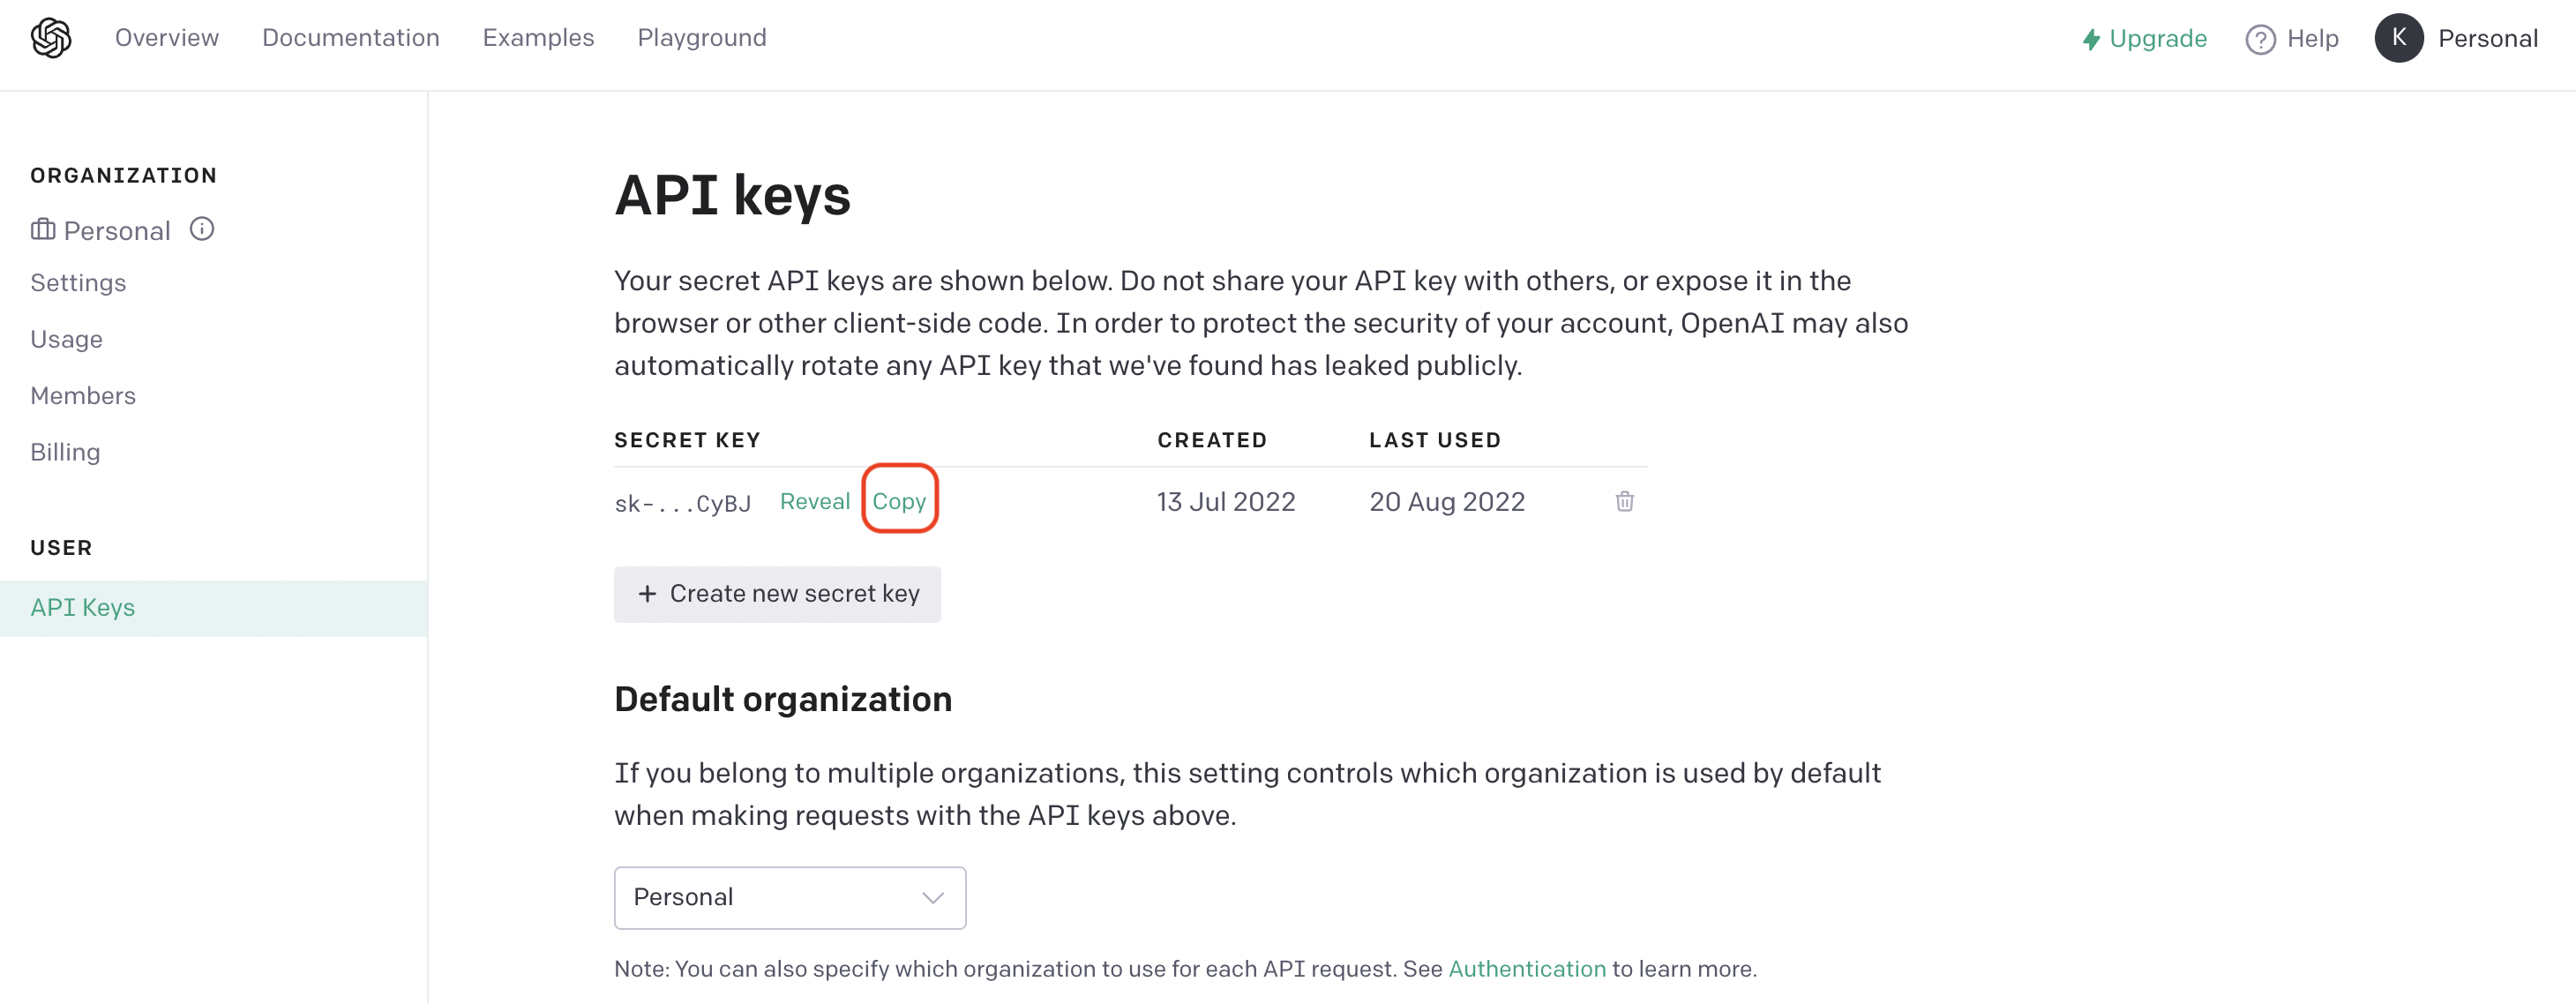 Overview Documentation Examples Playground Upgrade Help K Personal
ORGANIZATION
Personal
Settings
Usage
Members
Billing
USER
API Keys
API keys
Your secret API keys are shown below. Do not share your API key with others, or expose it in the
browser or other client-side code. In order to protect the security of your account, OpenAI may also
automatically rotate any API key that we've found has leaked publicly.
SECRET KEY CREATED LAST USED
sk-...CyBJ Reveal Copy 13 Jul 2022 20 Aug 2022
+ Create new secret key
Default organization
If you belong to multiple organizations, this setting controls which organization is used by default
when making requests with the API keys above.
Personal
Note: You can also specify which organization to use for each API request. See Authentication to learn more.